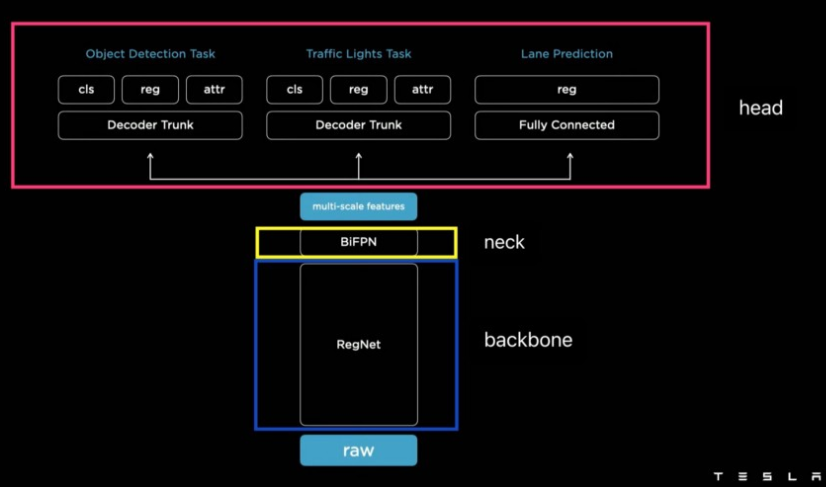 Object Detection Task Traffic Lights Task Lane Prediction
cls reg attr cls reg attr reg
Decoder Trunk Decoder Trunk Fully Connected
head
multi-scale features
BiFPN neck
RegNet backbone
raw
TESLA